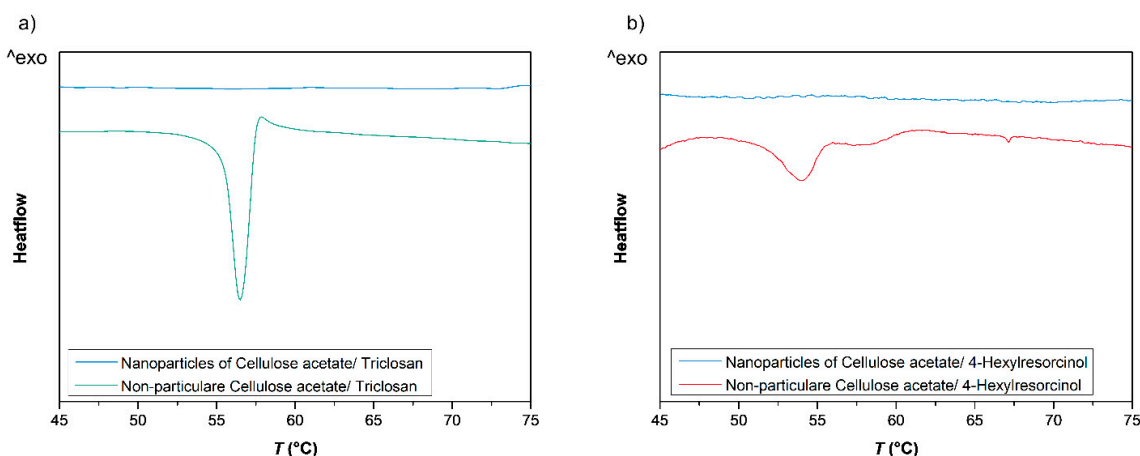 a)
^exo
Heatflow
Nanoparticles of Cellulose acetate/ Triclosan
Non-particulare Cellulose acetate/ Triclosan
45 50 55 60 65 70 75
T (°C)
b)
^exo
Heatflow
Nanoparticles of Cellulose acetate/ 4-Hexylresorcinol
Non-particulare Cellulose acetate/ 4-Hexylresorcinol
45 50 55 60 65 70 75
T (°C)